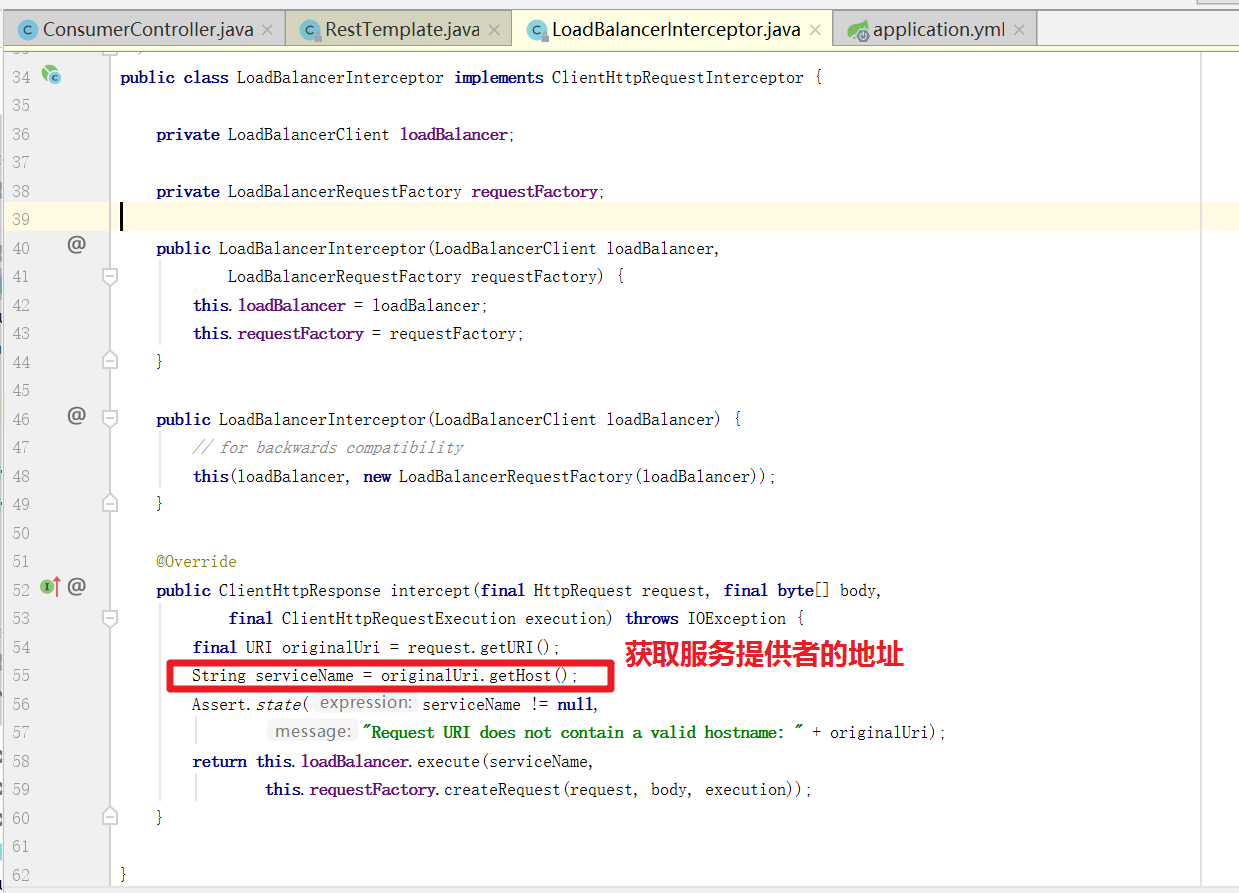 ConsumerController.java RestTemplate.java LoadBalancerInterceptor.java application.yml
34 public class LoadBalancerInterceptor implements ClientHttpRequestInterceptor {
35
36 private LoadBalancerClient loadBalancer;
37
38 private LoadBalancerRequestFactory requestFactory;
39
40 @ public LoadBalancerInterceptor(LoadBalancerClient loadBalancer,
41 LoadBalancerRequestFactory requestFactory) {
42 this.loadBalancer = loadBalancer;
43 this.requestFactory = requestFactory;
44 }
45
46 @ public LoadBalancerInterceptor(LoadBalancerClient loadBalancer) {
47 // for backwards compatibility
48 this(loadBalancer, new LoadBalancerRequestFactory(loadBalancer));
49 }
50
51 @Override
52 @ public ClientHttpResponse intercept(final HttpRequest request, final byte[] body,
53 final ClientHttpRequestExecution execution) throws IOException {
54 final URI originalUri = request.getURI();
获取服务提供者的地址
55 String serviceName = originalUri.getHost();
56 Assert.state( expression: serviceName != null,
57 message: "Request URI does not contain a valid hostname: " + originalUri);
58 return this.loadBalancer.execute(serviceName,
59 this.requestFactory.createRequest(request, body, execution));
60 }
61
62 }